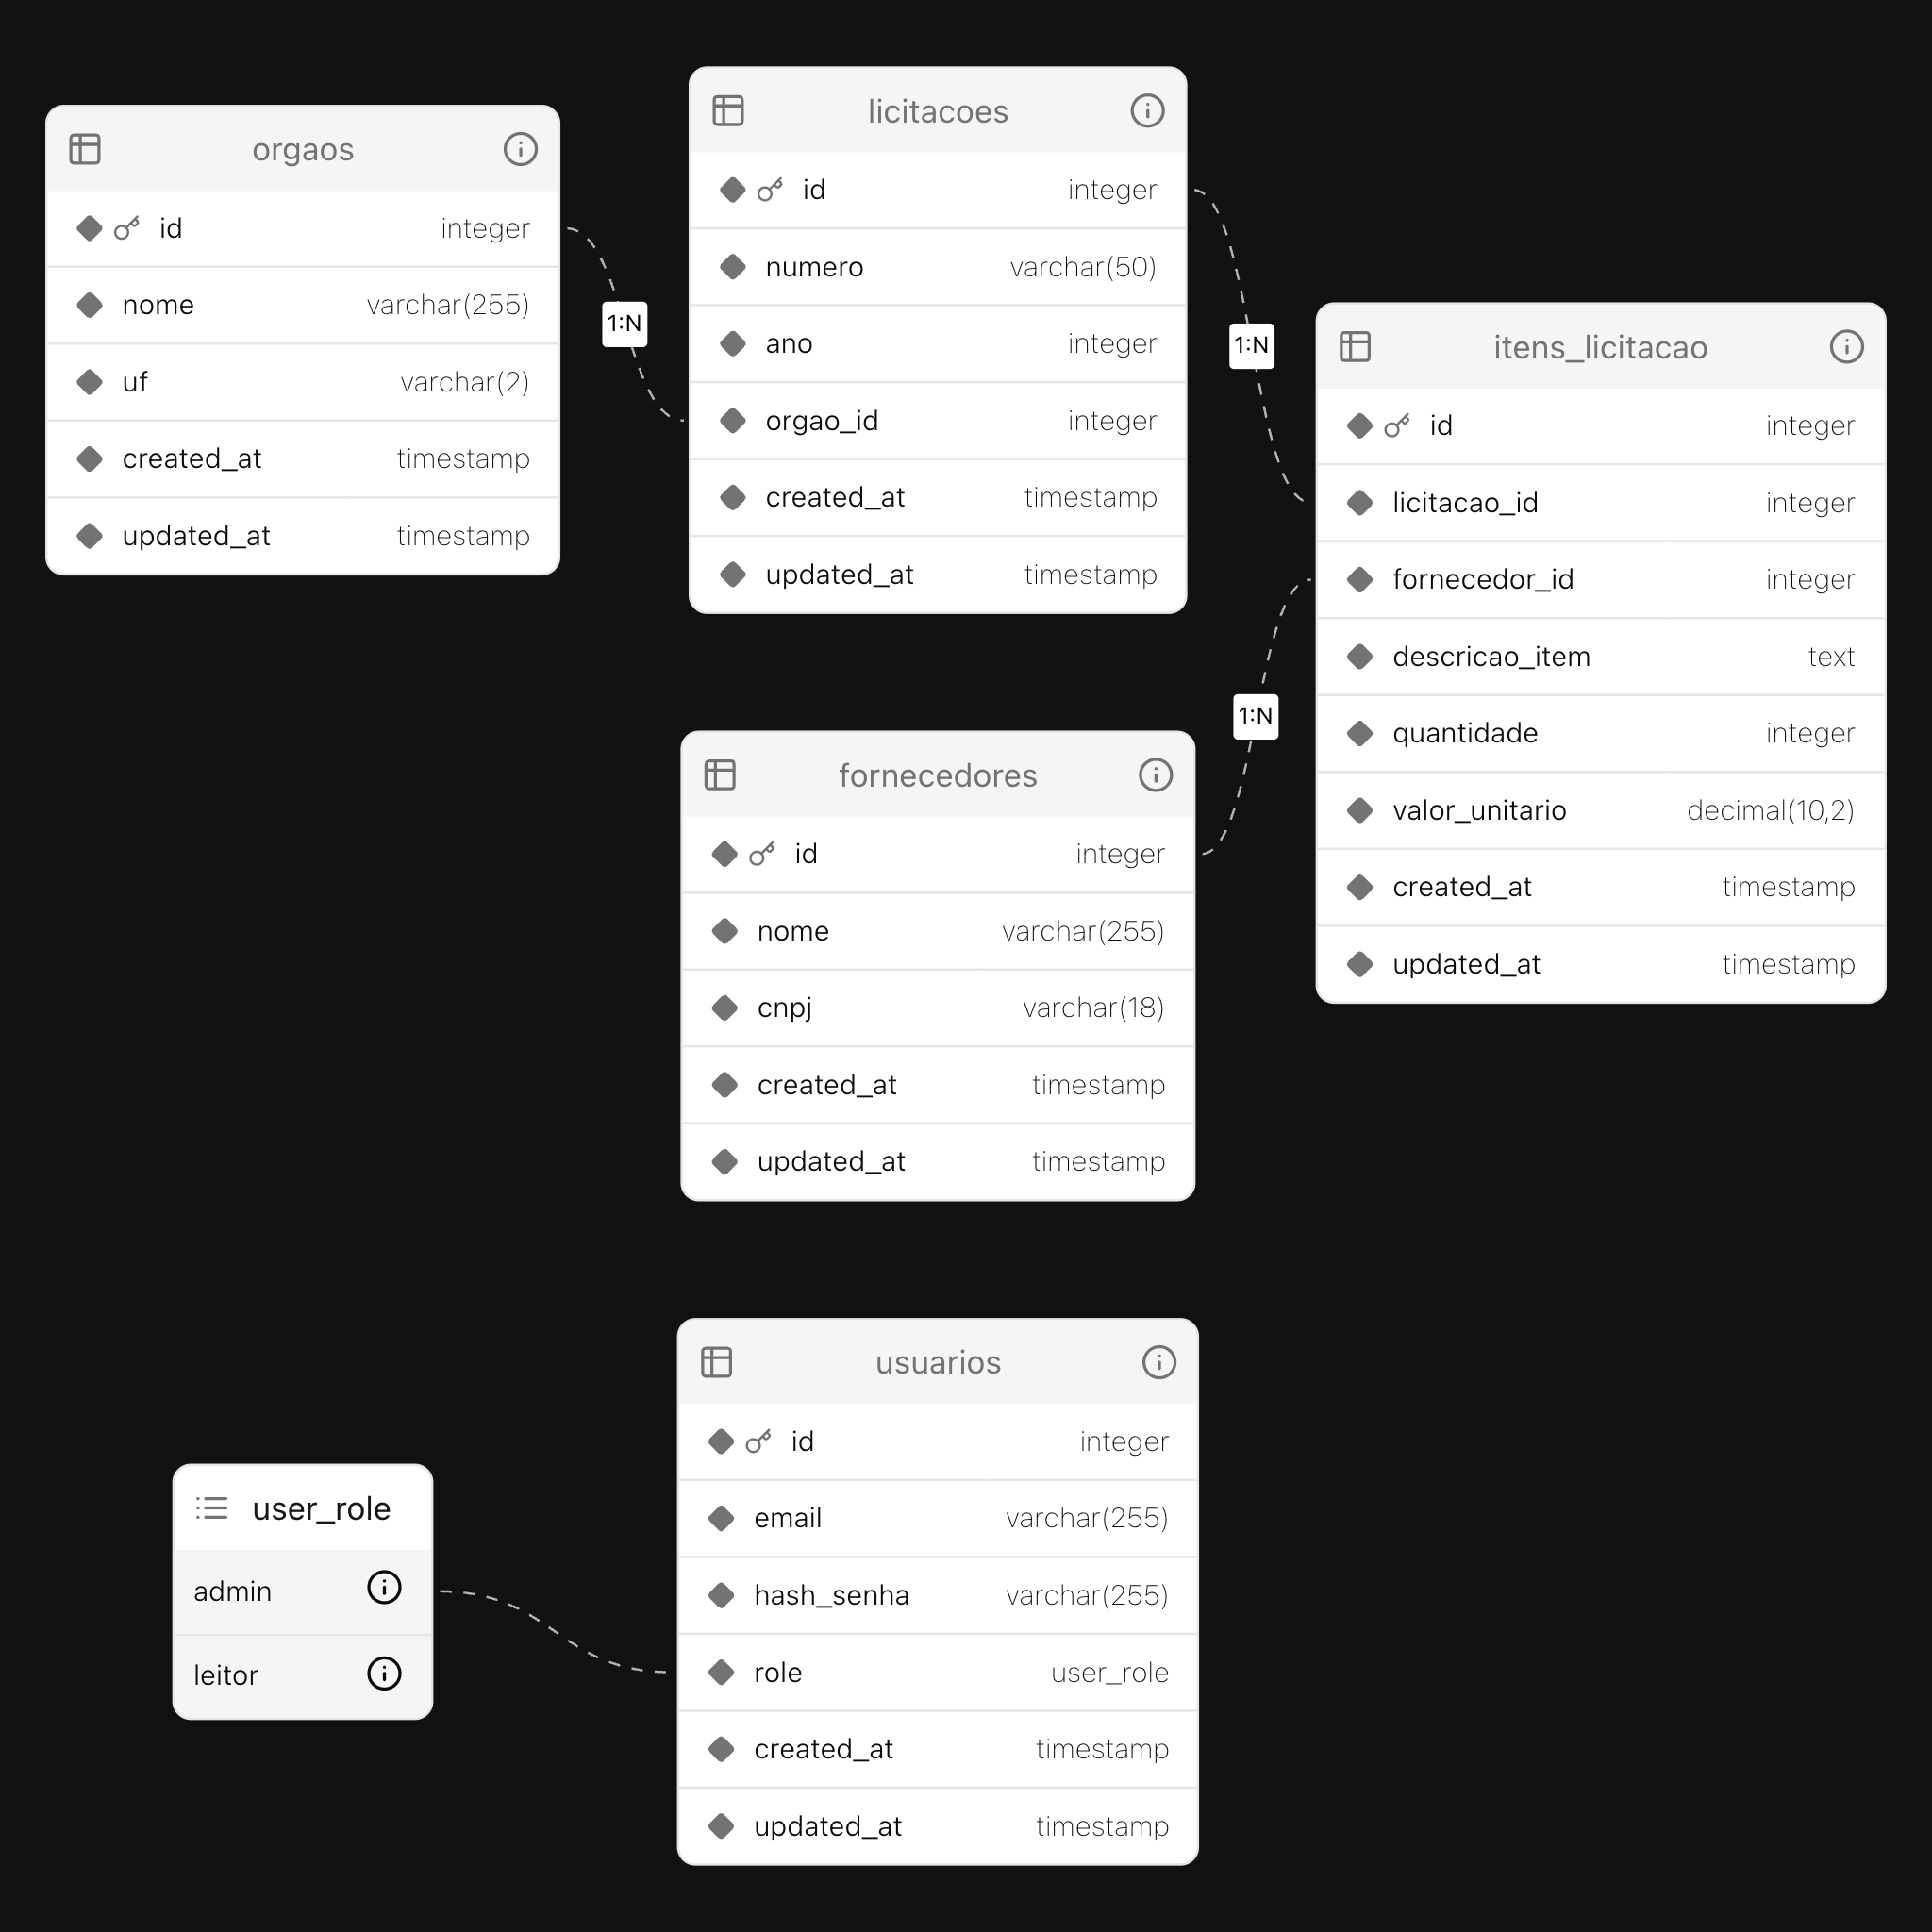 orgaos
id integer
nome varchar(255)
uf varchar(2)
created_at timestamp
updated_at timestamp
1:N
licitacoes
id integer
numero varchar(50)
ano integer
orgao_id integer
created_at timestamp
updated_at timestamp
1:N
itens_licitacao
id integer
licitacao_id integer
fornecedor_id integer
descricao_item text
quantidade integer
valor_unitario decimal(10,2)
created_at timestamp
updated_at timestamp
1:N
fornecedores
id integer
nome varchar(255)
cnpj varchar(18)
created_at timestamp
updated_at timestamp
user_role
admin
leitor
usuarios
id integer
email varchar(255)
hash_senha varchar(255)
role user_role
created_at timestamp
updated_at timestamp